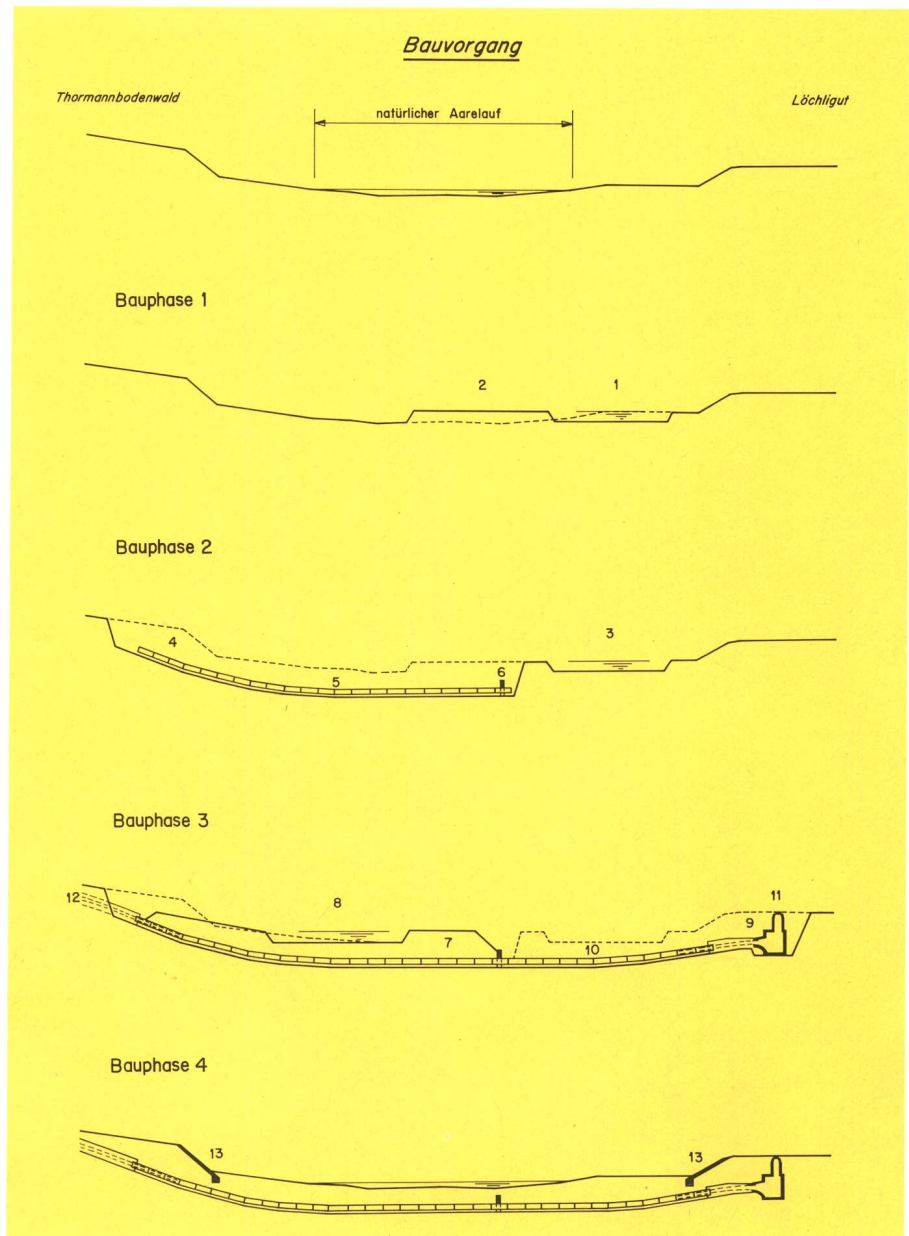 Bauvorgang
Thormannbodenwald
Löchligut
natürlicher Aarelauf
Bauphase 1
2
1
Bauphase 2
3
4
5
6
Bauphase 3
12
8
11
9
7
10
Bauphase 4
13
13